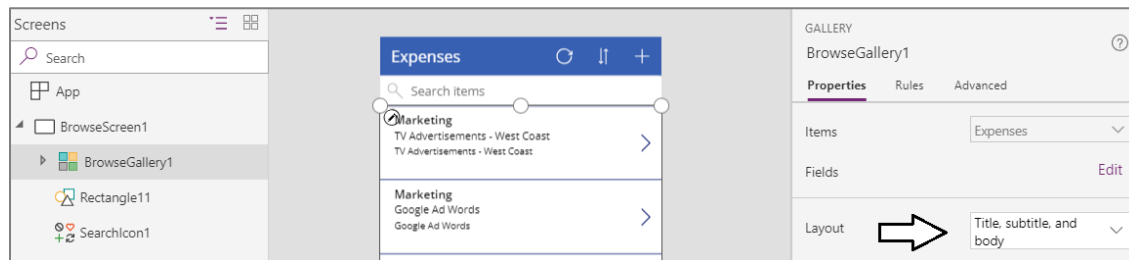 Screens
Search
App
BrowseScreen1
BrowseGallery1
Rectangle11
SearchIcon1
Expenses
Search items
Marketing
TV Advertisements - West Coast
TV Advertisements - West Coast
Marketing
Google Ad Words
Google Ad Words
GALLERY
BrowseGallery1
?
Properties Rules Advanced
Items Expenses
Fields Edit
Layout Title, subtitle, and
body